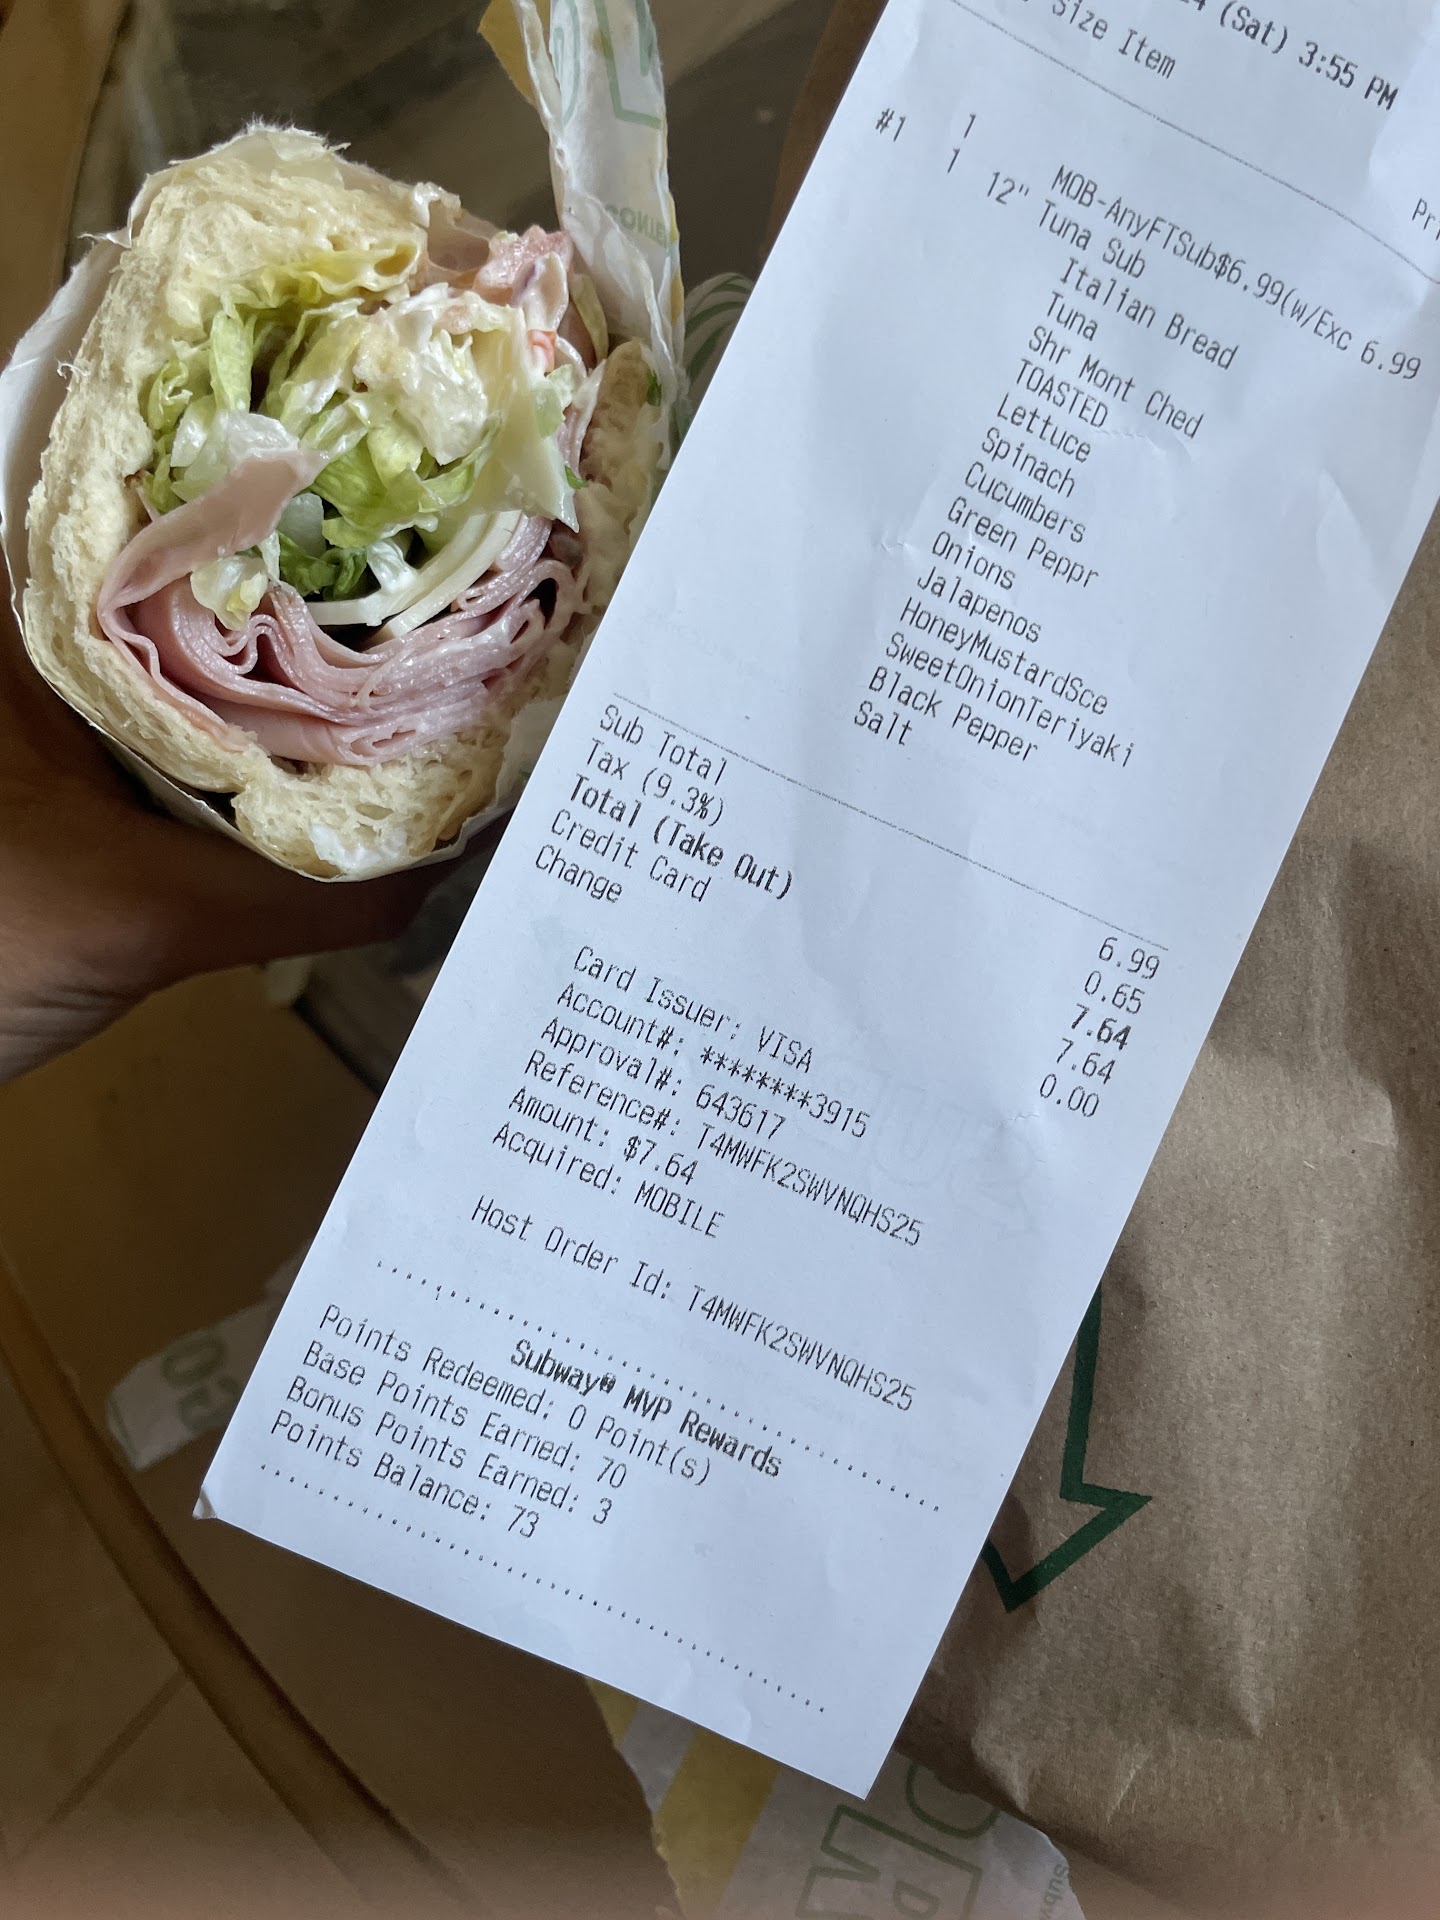 24 (Sat) 3:55 PM
Size Item
1 MOB-AnyFTSub$6.99(w/Exc 6.99
#1 1 12" Tuna Sub
Italian Bread
Tuna
Shr Mont Ched
TOASTED
Lettuce
Spinach
Cucumbers
Green Peppr
Onions
Jalapenos
HoneyMustardSce
SweetOnionTeriyaki
Black Pepper
Salt
Sub Total 6.99
Tax (9.3%) 0.65
Total (Take Out) 7.64
Credit Card 7.64
Change 0.00
Card Issuer: VISA
Account#: ********3915
Approval#: 643617
Reference#: T4MWFK2SWVNQHS25
Amount: $7.64
Acquired: MOBILE
Host Order Id: T4MWFK2SWVNQHS25
Subway® MVP Rewards
Points Redeemed: 0 Point(s)
Base Points Earned: 70
Bonus Points Earned: 3
Points Balance: 73